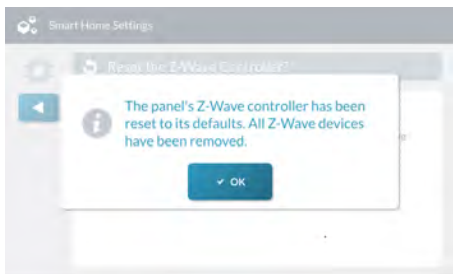 Smart Home Settings
Reset the Z-Wave Controller?
The panel's Z-Wave controller has been
reset to its defaults. All Z-Wave devices
have been removed.
OK